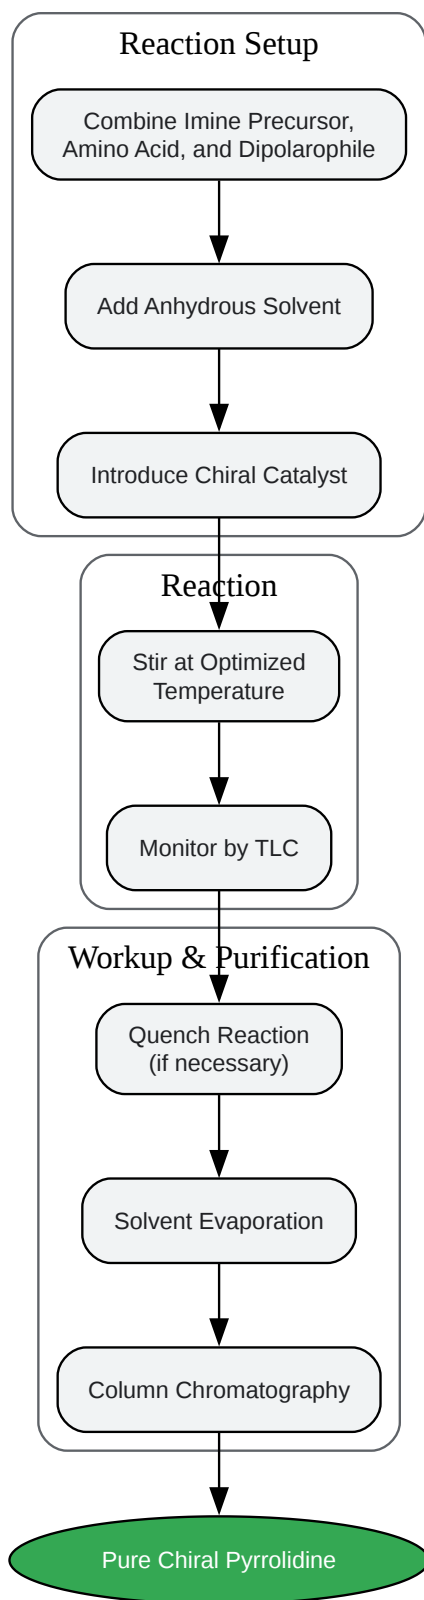 Reaction Setup
Combine Imine Precursor,
Amino Acid, and Dipolarophile
Add Anhydrous Solvent
Introduce Chiral Catalyst
Reaction
Stir at Optimized
Temperature
Monitor by TLC
Workup & Purification
Quench Reaction
(if necessary)
Solvent Evaporation
Column Chromatography
Pure Chiral Pyrrolidine